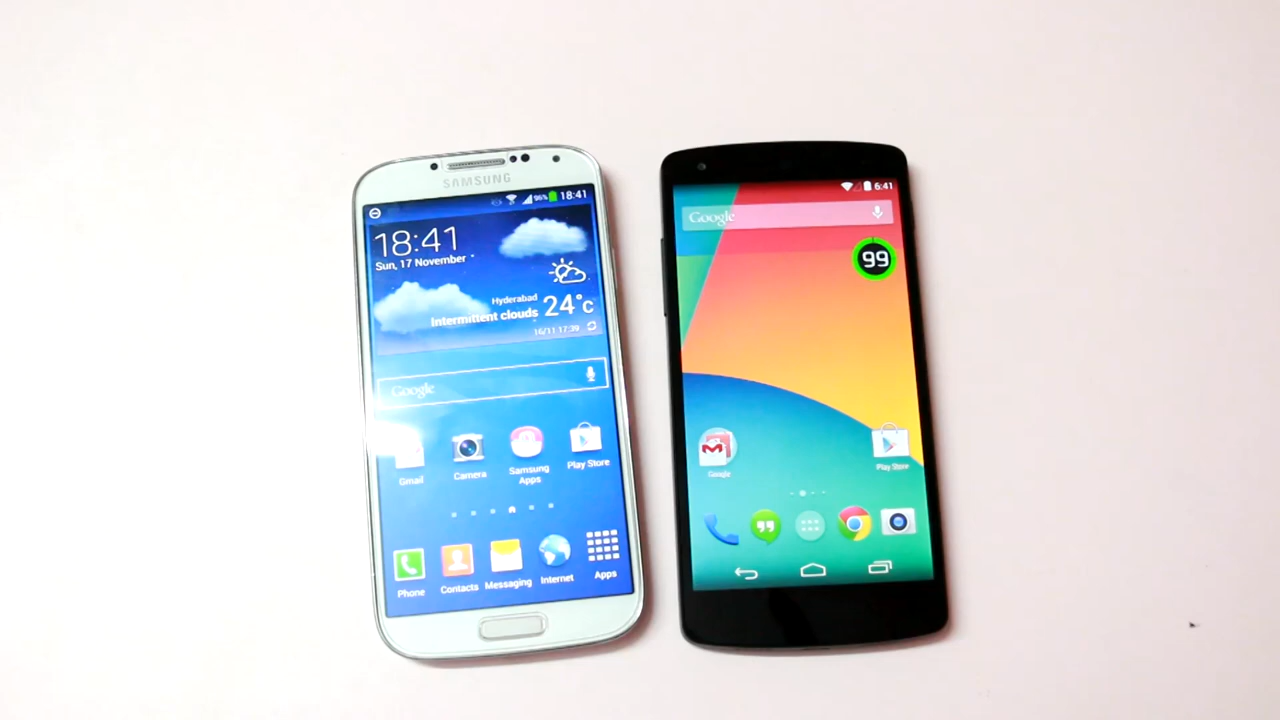 SAMSUNG
96% 18:41
18:41
Sun, 17 November
Hyderabad
24°c
Intermittent clouds
16/11 17:39
Google
Gmail
Camera
Samsung Apps
Play Store
Phone
Contacts
Messaging
Internet
Apps
6:41
Google
99
Google
Play Store